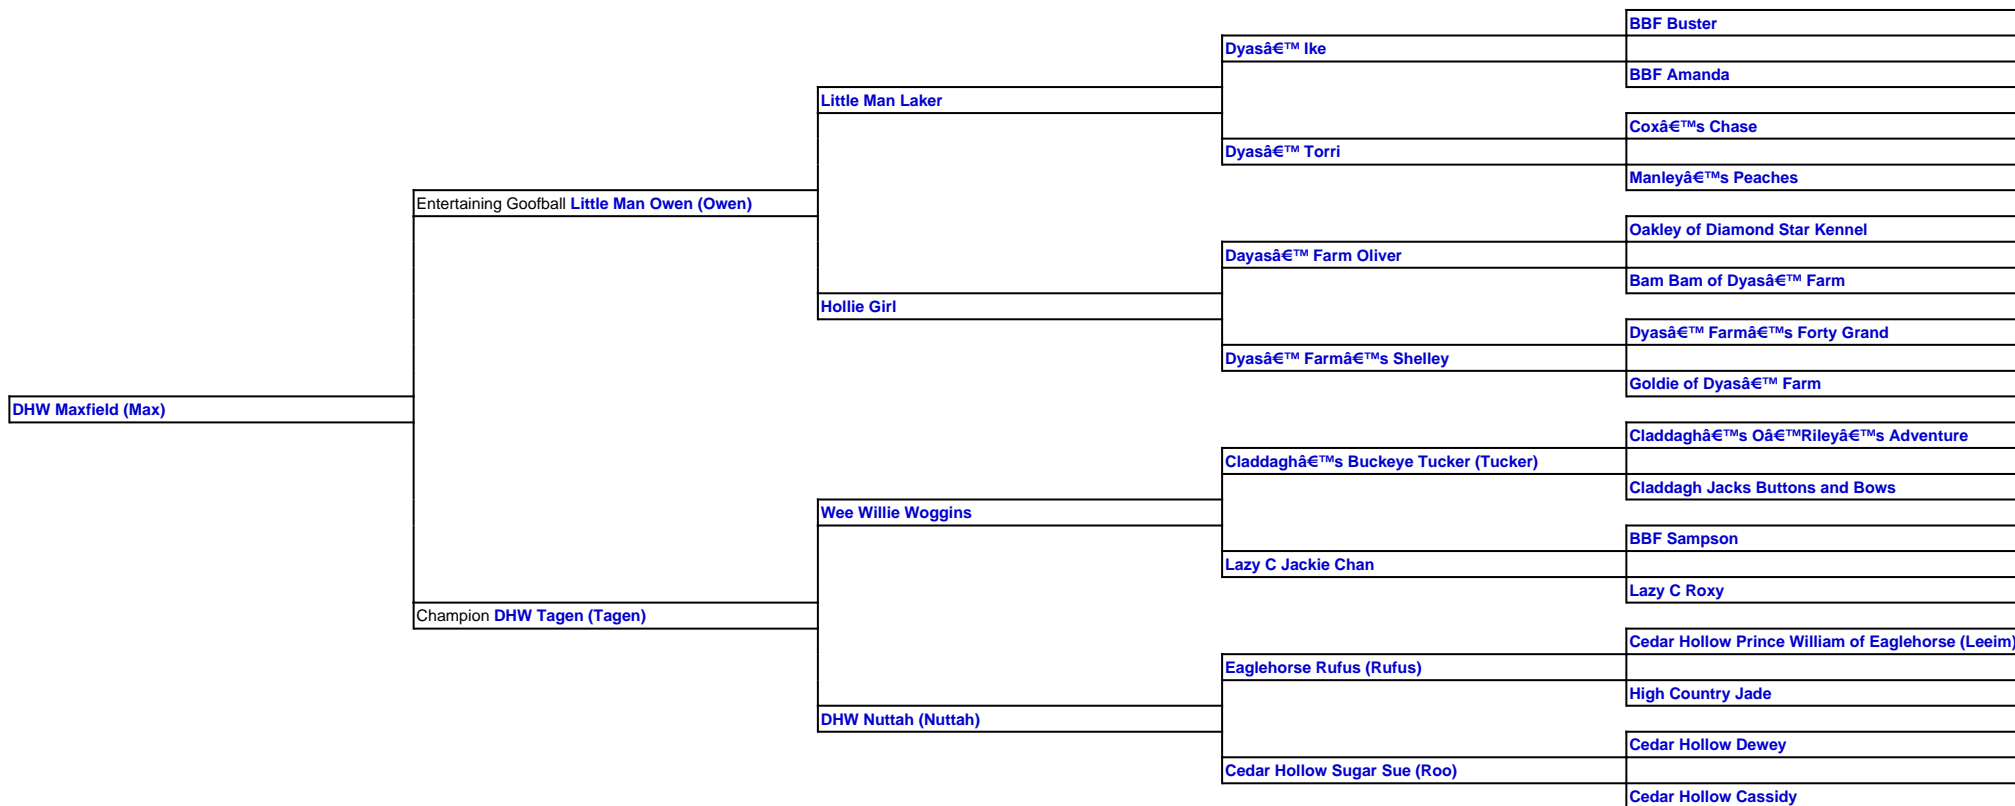 BBF Buster
Dyasâ€™ Ike
BBF Amanda
Little Man Laker
Coxâ€™s Chase
Dyasâ€™ Torri
Manleyâ€™s Peaches
Entertaining Goofball Little Man Owen (Owen)
Oakley of Diamond Star Kennel
Dayasâ€™ Farm Oliver
Bam Bam of Dyasâ€™ Farm
Hollie Girl
Dyasâ€™ Farmâ€™s Forty Grand
Dyasâ€™ Farmâ€™s Shelley
Goldie of Dyasâ€™ Farm
DHW Maxfield (Max)
Claddaghâ€™s Oâ€™Rileyâ€™s Adventure
Claddaghâ€™s Buckeye Tucker (Tucker)
Claddagh Jacks Buttons and Bows
Wee Willie Woggins
BBF Sampson
Lazy C Jackie Chan
Lazy C Roxy
Champion DHW Tagen (Tagen)
Cedar Hollow Prince William of Eaglehorse (Leeim)
Eaglehorse Rufus (Rufus)
High Country Jade
DHW Nuttah (Nuttah)
Cedar Hollow Dewey
Cedar Hollow Sugar Sue (Roo)
Cedar Hollow Cassidy